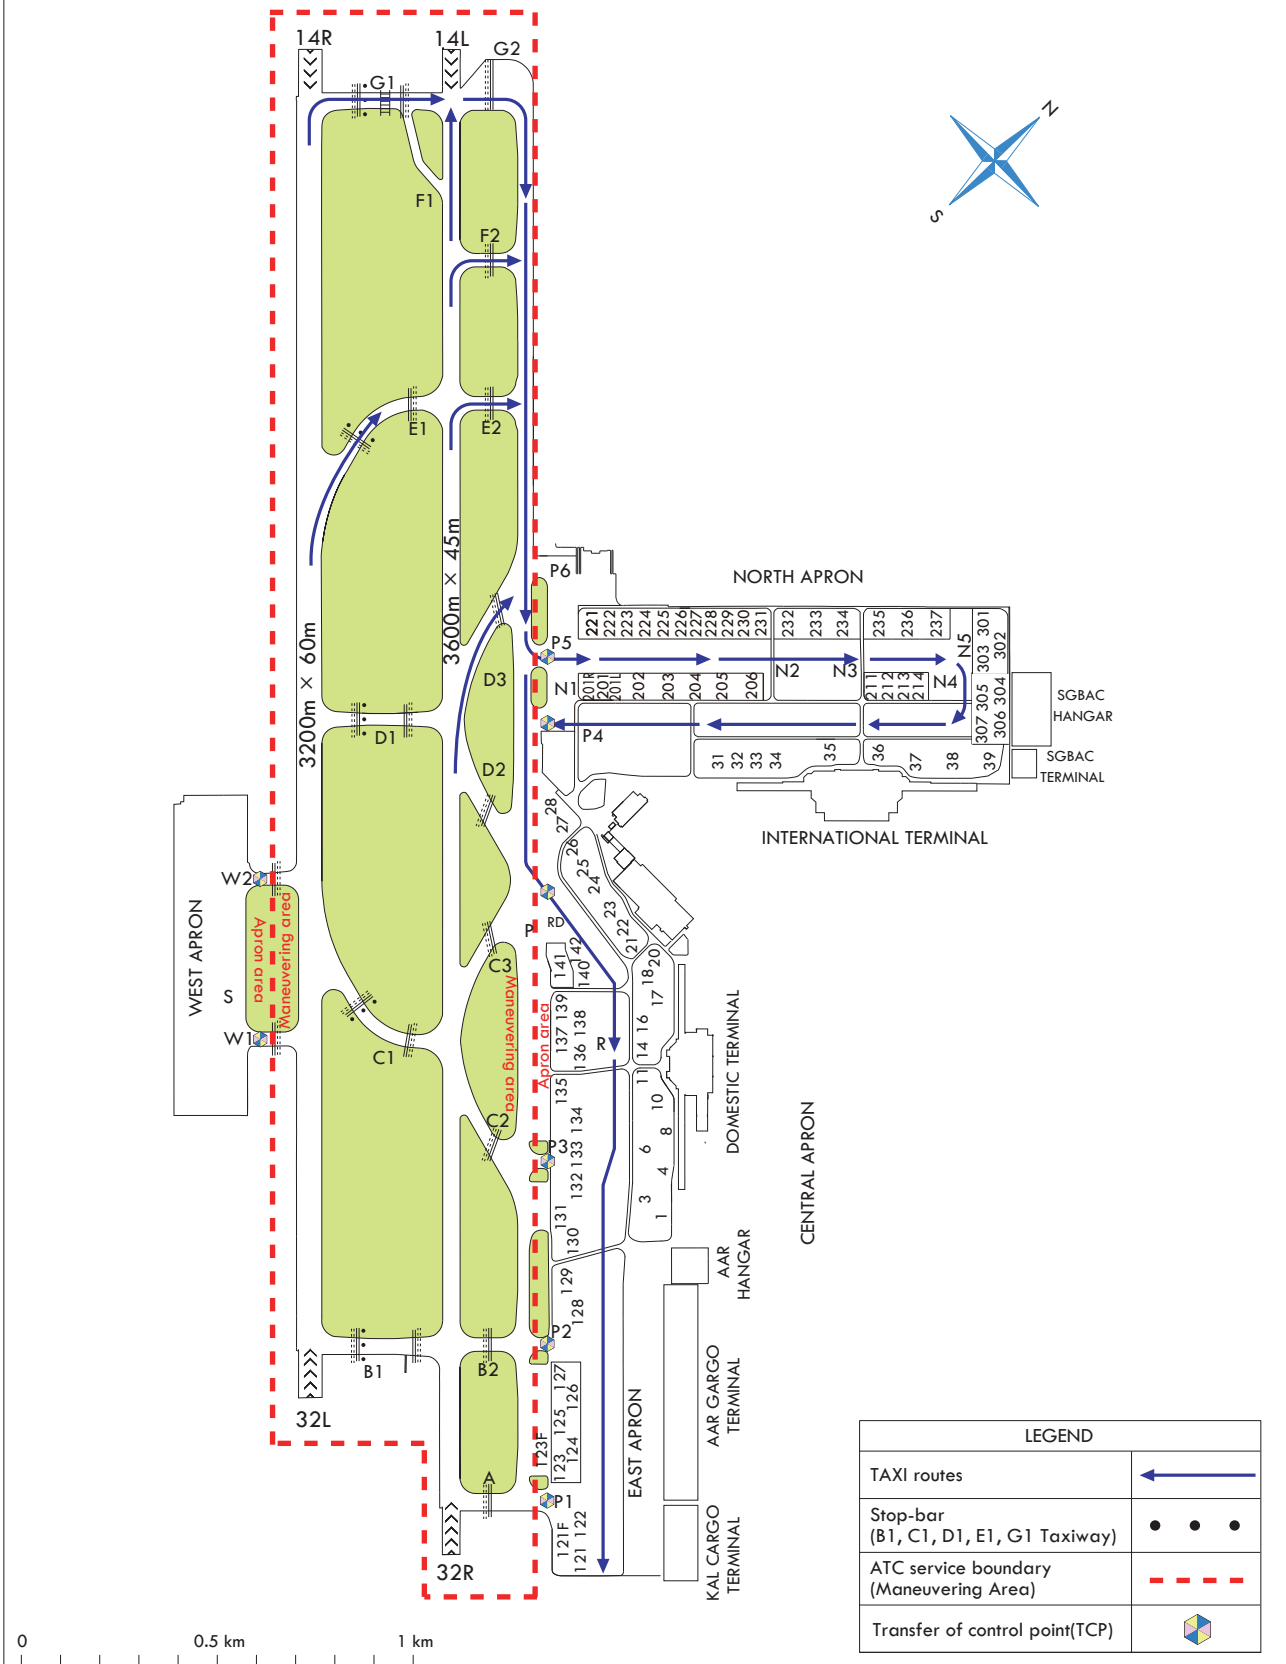 14R
14L
G2
G1
N
S
F1
F2
E1
E2
3600m × 45m
3200m × 60m
P6
NORTH APRON
221
222
223
224
225
226
227
228
229
230
231
232
233
234
235
236
237
301
302
303
N5
P5
D3
N1
201R
201
201L
202
203
204
205
206
N2
N3
211
212
213
214
N4
305
304
307
306
SGBAC
HANGAR
D1
P4
D2
31
32
33
34
35
36
37
38
39
SGBAC
TERMINAL
INTERNATIONAL TERMINAL
28
27
26
25
24
23
22
21
W2
WEST APRON
S
W1
Apron area
Maneuvering area
P
RD
142
141
140
C3
20
18
17
16
14
139
138
137
136
R
C1
Maneuvering area
Apron area
DOMESTIC TERMINAL
135
134
133
132
131
130
11
10
8
6
4
3
1
C2
P3
CENTRAL APRON
AAR
HANGAR
129
128
P2
B1
B2
127
126
125
124
123
123F
EAST APRON
AAR GARGO
TERMINAL
32L
A
P1
121F
121
122
32R
KAL CARGO
TERMINAL
LEGEND
TAXI routes
Stop-bar
(B1, C1, D1, E1, G1 Taxiway)
ATC service boundary
(Maneuvering Area)
Transfer of control point(TCP)
0
0.5 km
1 km